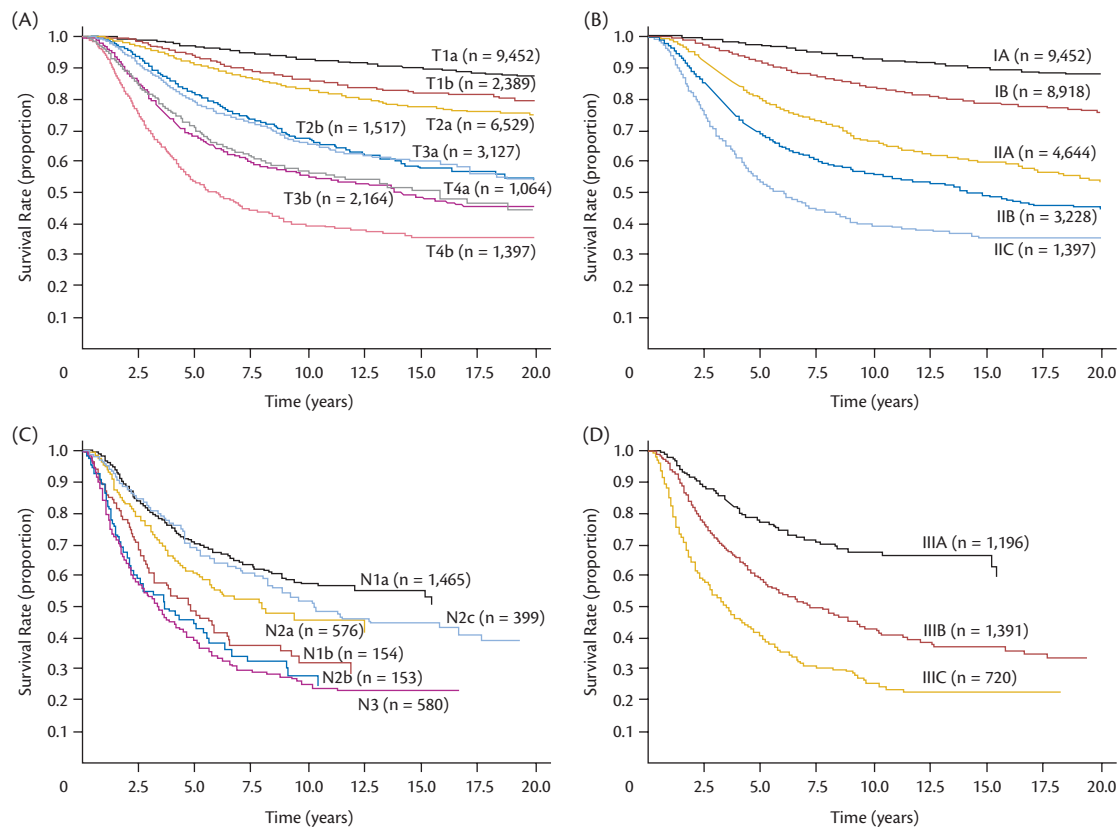 (A)
Survival Rate (proportion)
1.0
0.9
0.8
0.7
0.6
0.5
0.4
0.3
0.2
0.1
0
2.5
5.0
7.5
10.0
12.5
15.0
17.5
20.0
Time (years)
T1a (n = 9,452)
T1b (n = 2,389)
T2a (n = 6,529)
T2b (n = 1,517)
T3a (n = 3,127)
T4a (n = 1,064)
T3b (n = 2,164)
T4b (n = 1,397)
(B)
Survival Rate (proportion)
1.0
0.9
0.8
0.7
0.6
0.5
0.4
0.3
0.2
0.1
0
2.5
5.0
7.5
10.0
12.5
15.0
17.5
20.0
Time (years)
IA (n = 9,452)
IB (n = 8,918)
IIA (n = 4,644)
IIB (n = 3,228)
IIC (n = 1,397)
(C)
Survival Rate (proportion)
1.0
0.9
0.8
0.7
0.6
0.5
0.4
0.3
0.2
0.1
0
2.5
5.0
7.5
10.0
12.5
15.0
17.5
20.0
Time (years)
N1a (n = 1,465)
N2c (n = 399)
N2a (n = 576)
N1b (n = 154)
N2b (n = 153)
N3 (n = 580)
(D)
Survival Rate (proportion)
1.0
0.9
0.8
0.7
0.6
0.5
0.4
0.3
0.2
0.1
0
2.5
5.0
7.5
10.0
12.5
15.0
17.5
20.0
Time (years)
IIIA (n = 1,196)
IIIB (n = 1,391)
IIIC (n = 720)